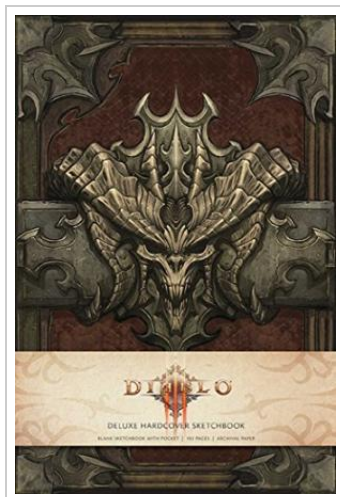 DIABLO
III
DELUXE HARDCOVER SKETCHBOOK
BLANK SKETCHBOOK WITH POCKET | 192 PAGES | ARCHIVAL PAPER